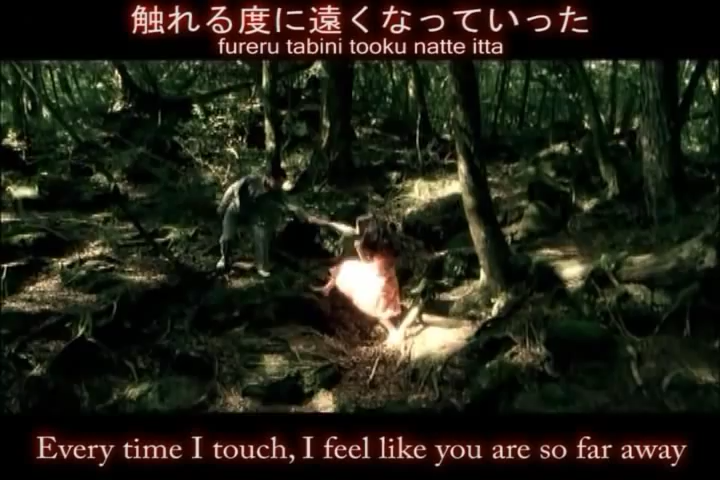 触れる度に遠くなっていった
fureru tabini tooku natte itta
Every time I touch, I feel like you are so far away